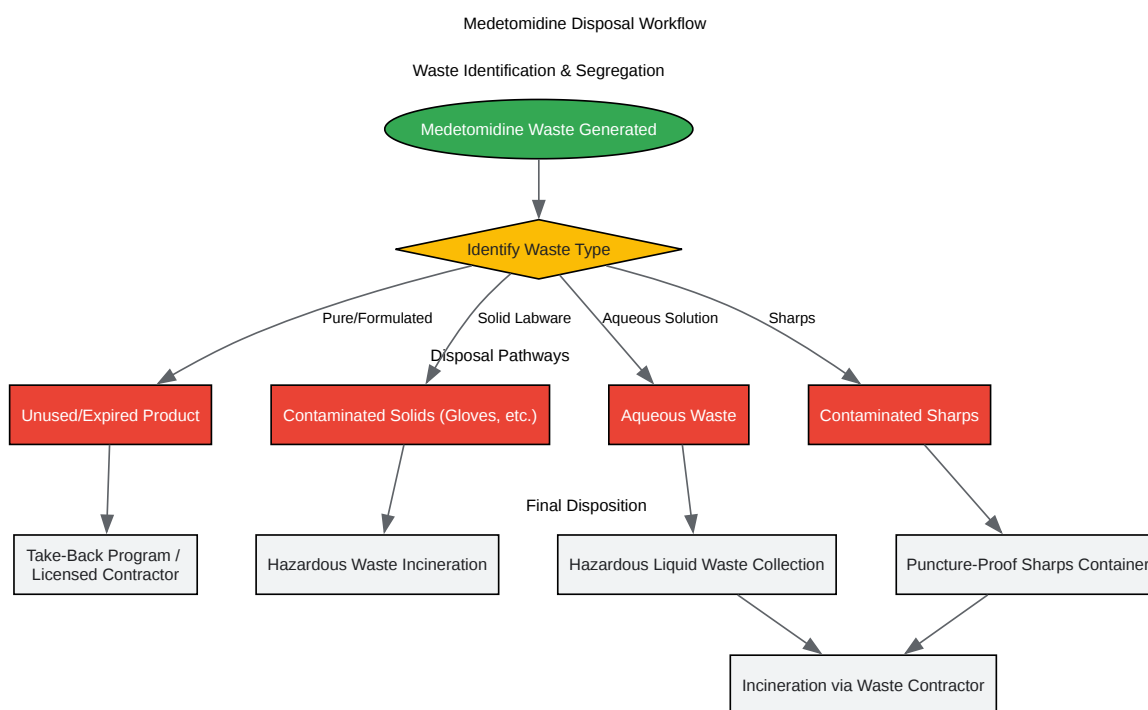 Medetomidine Disposal Workflow
Waste Identification & Segregation
Medetomidine Waste Generated
Identify Waste Type
Pure/Formulated
Solid Labware
Aqueous Solution
Sharps
Disposal Pathways
Unused/Expired Product
Contaminated Solids (Gloves, etc.)
Aqueous Waste
Contaminated Sharps
Final Disposition
Take-Back Program /
Licensed Contractor
Hazardous Waste Incineration
Hazardous Liquid Waste Collection
Puncture-Proof Sharps Container
Incineration via Waste Contractor